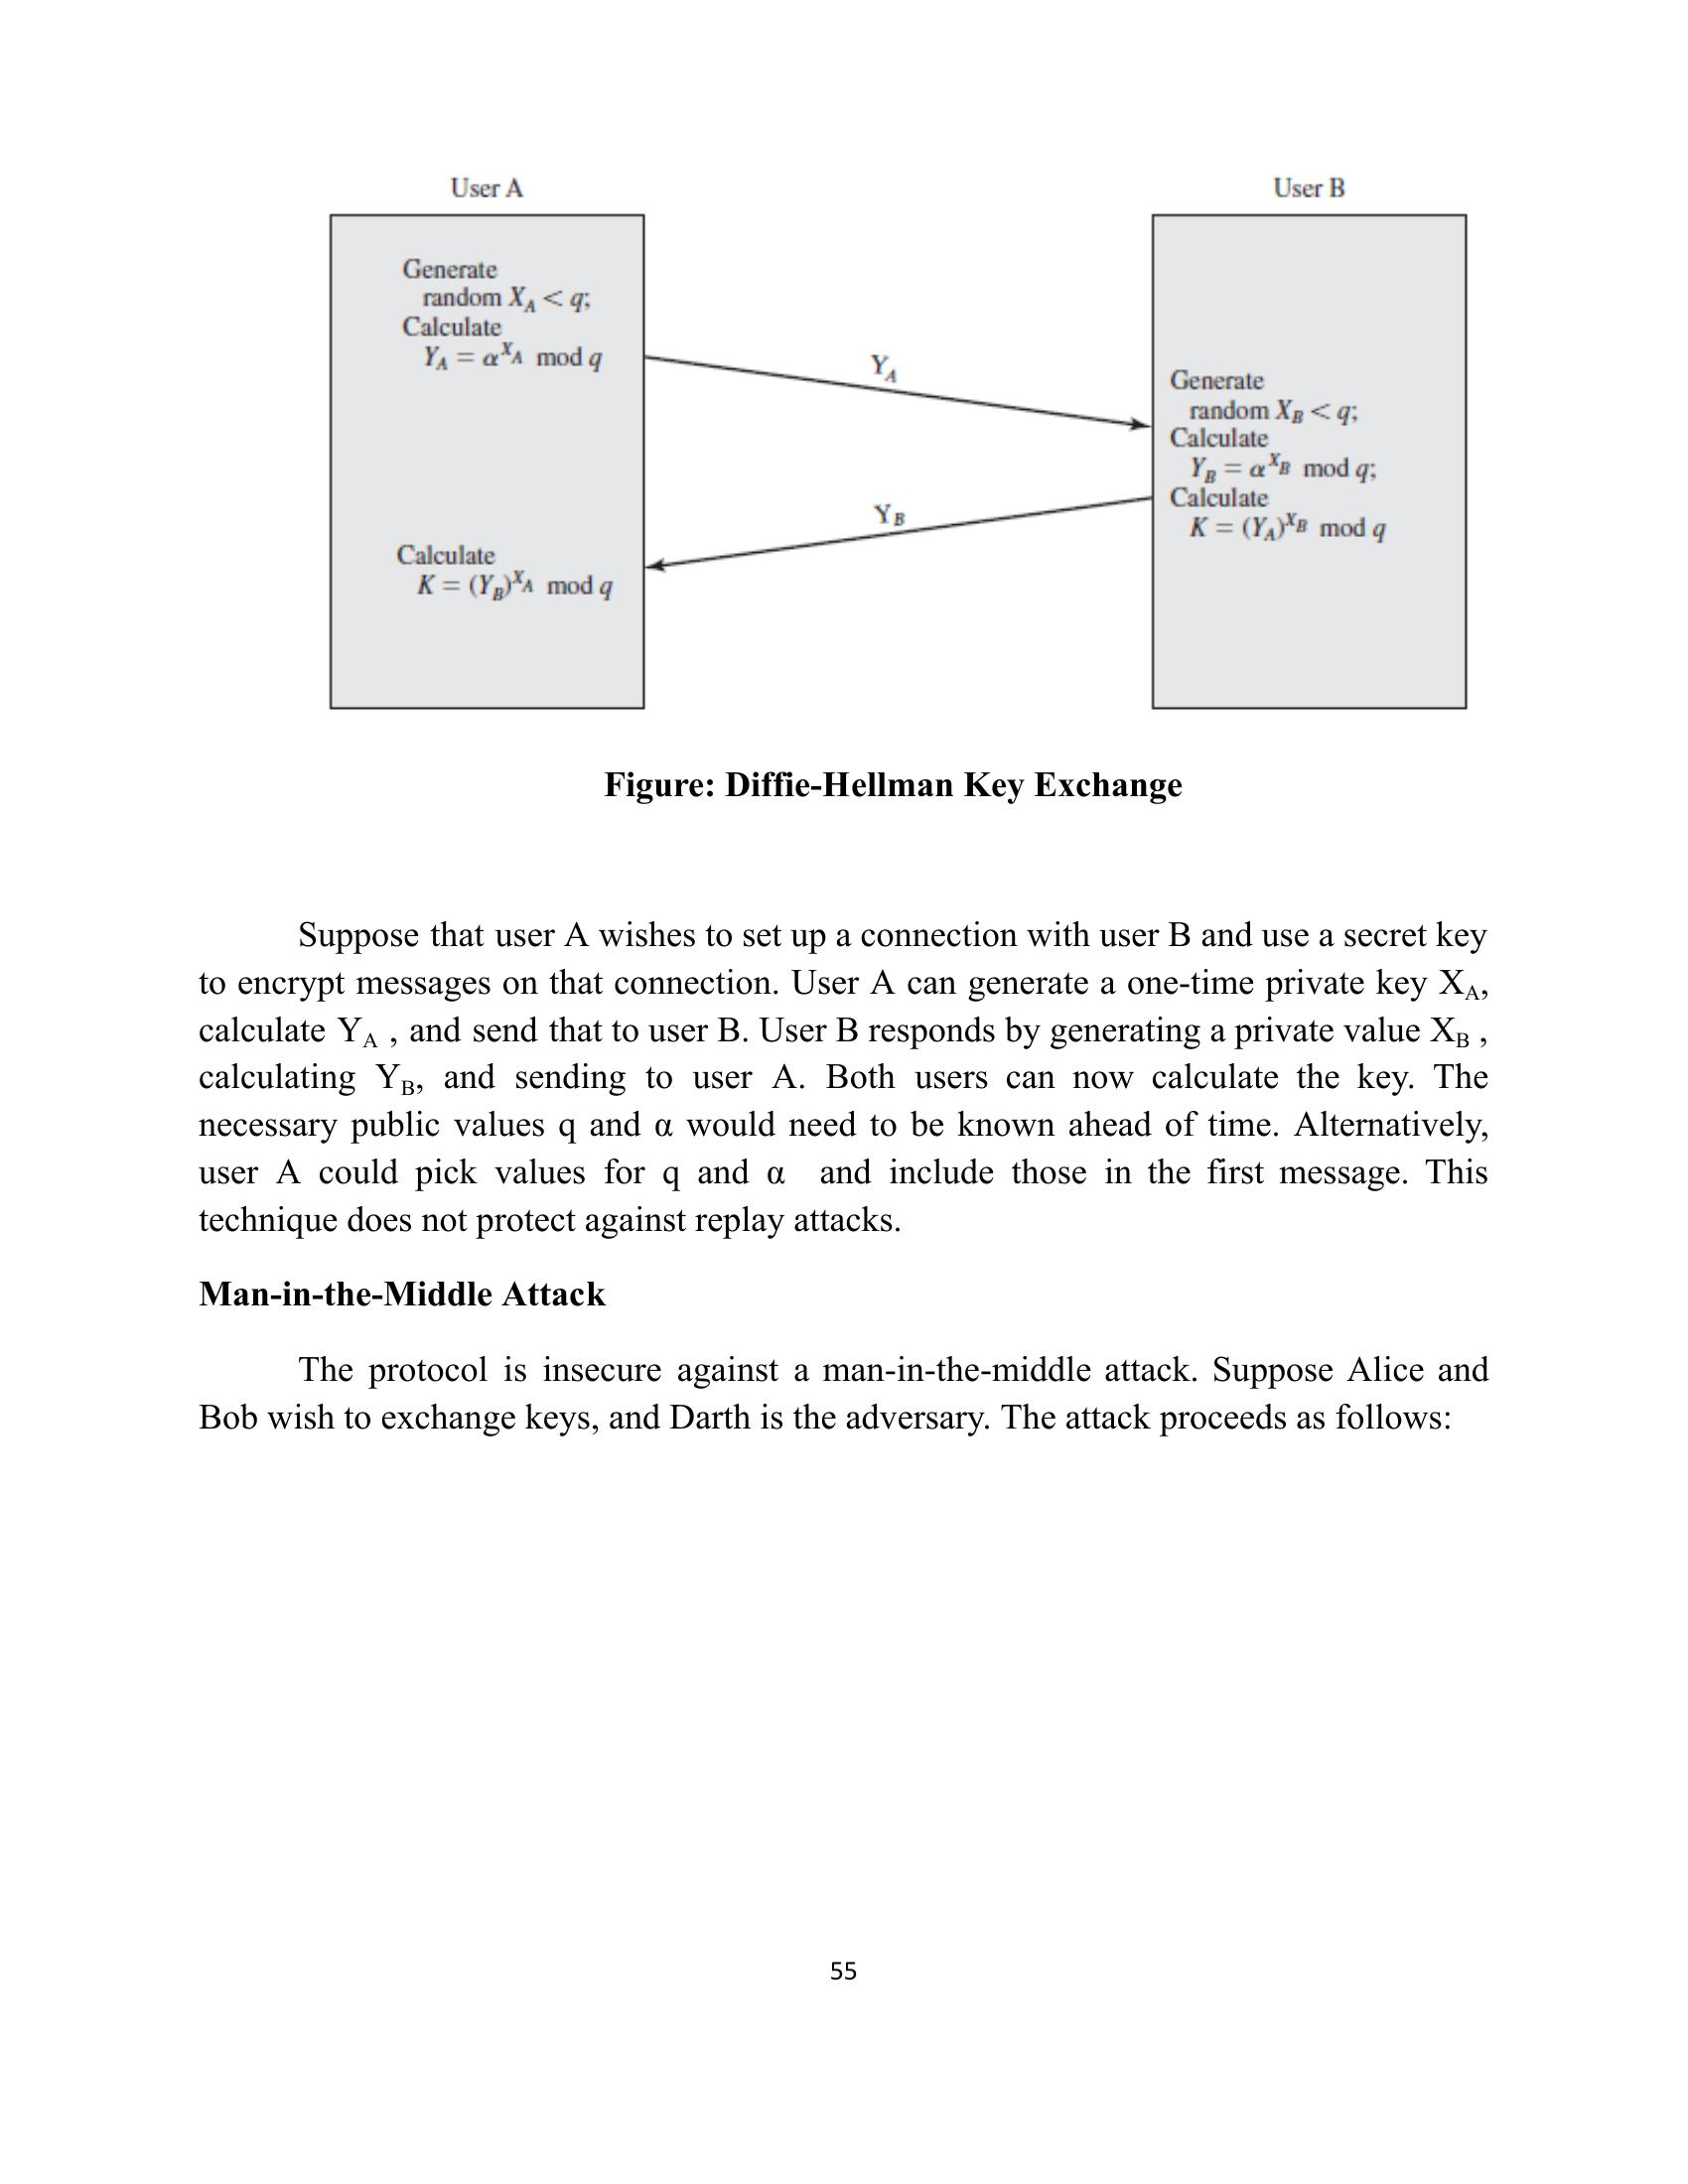 User A
User B
Generate
random X_A < q;
Calculate
Y_A = α^X_A mod q
Y_A
Generate
random X_B < q;
Calculate
Y_B = α^X_B mod q;
Calculate
K = (Y_A)^X_B mod q
Y_B
Calculate
K = (Y_B)^X_A mod q
Figure: Diffie-Hellman Key Exchange
Suppose that user A wishes to set up a connection with user B and use a secret key
to encrypt messages on that connection. User A can generate a one-time private key X_A,
calculate Y_A , and send that to user B. User B responds by generating a private value X_B ,
calculating Y_B, and sending to user A. Both users can now calculate the key. The
necessary public values q and α would need to be known ahead of time. Alternatively,
user A could pick values for q and α and include those in the first message. This
technique does not protect against replay attacks.
Man-in-the-Middle Attack
The protocol is insecure against a man-in-the-middle attack. Suppose Alice and
Bob wish to exchange keys, and Darth is the adversary. The attack proceeds as follows:
55